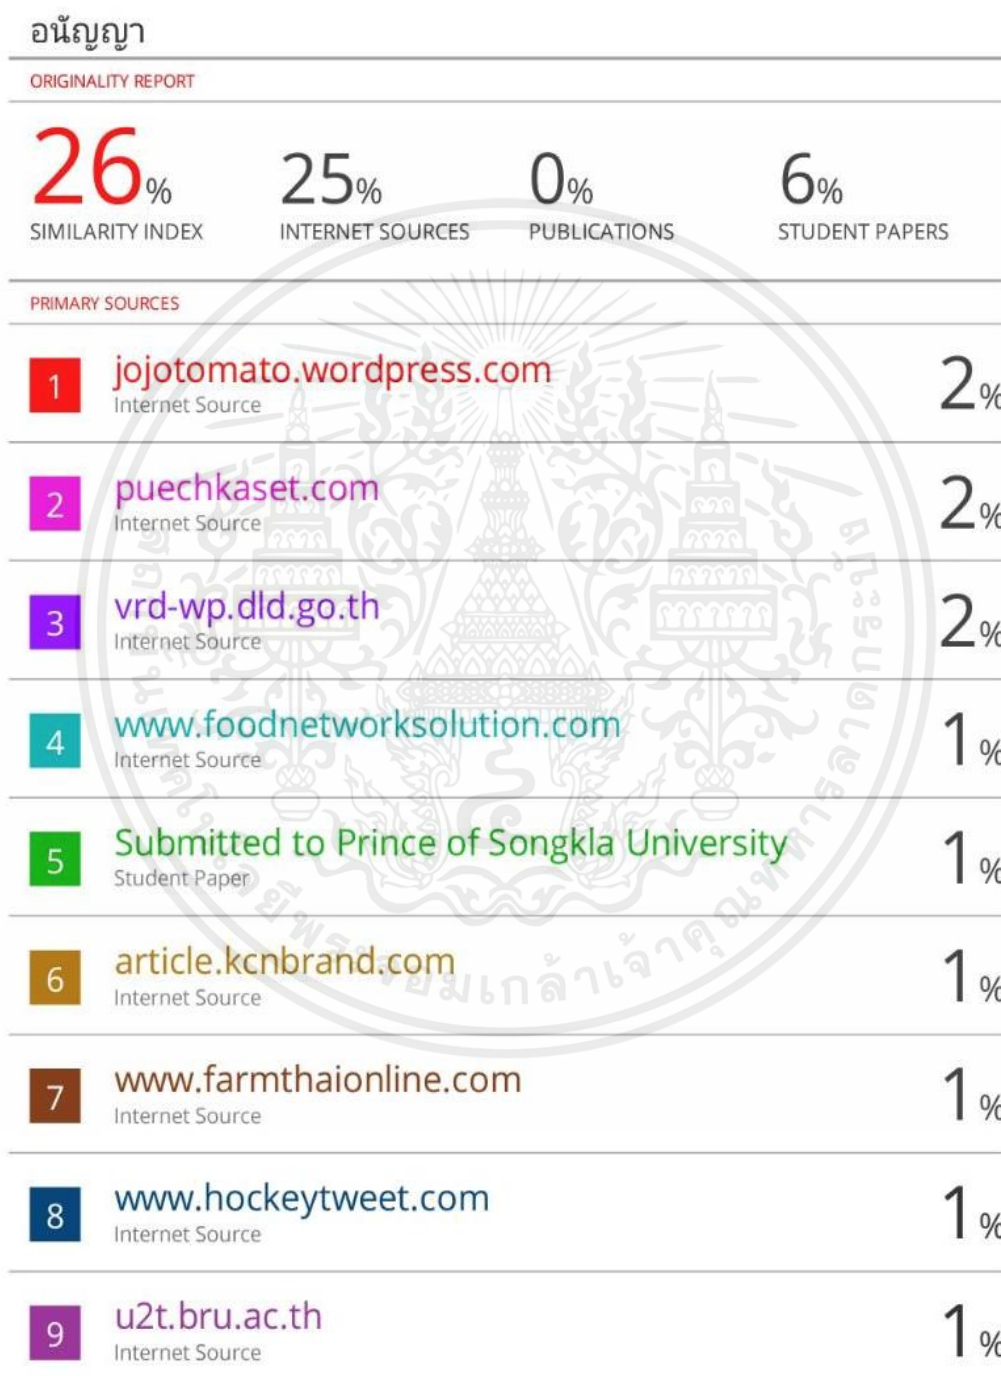 อนัญญา
ORIGINALITY REPORT
26% 25% 0% 6%
SIMILARITY INDEX INTERNET SOURCES PUBLICATIONS STUDENT PAPERS
PRIMARY SOURCES
1 jojotomato.wordpress.com 2%
Internet Source
2 puechkaset.com 2%
Internet Source
3 vrd-wp.dld.go.th 2%
Internet Source
4 www.foodnetworksolution.com 1%
Internet Source
5 Submitted to Prince of Songkla University 1%
Student Paper
6 article.kcnbrand.com 1%
Internet Source
7 www.farmthaionline.com 1%
Internet Source
8 www.hockeytweet.com 1%
Internet Source
9 u2t.bru.ac.th 1%
Internet Source